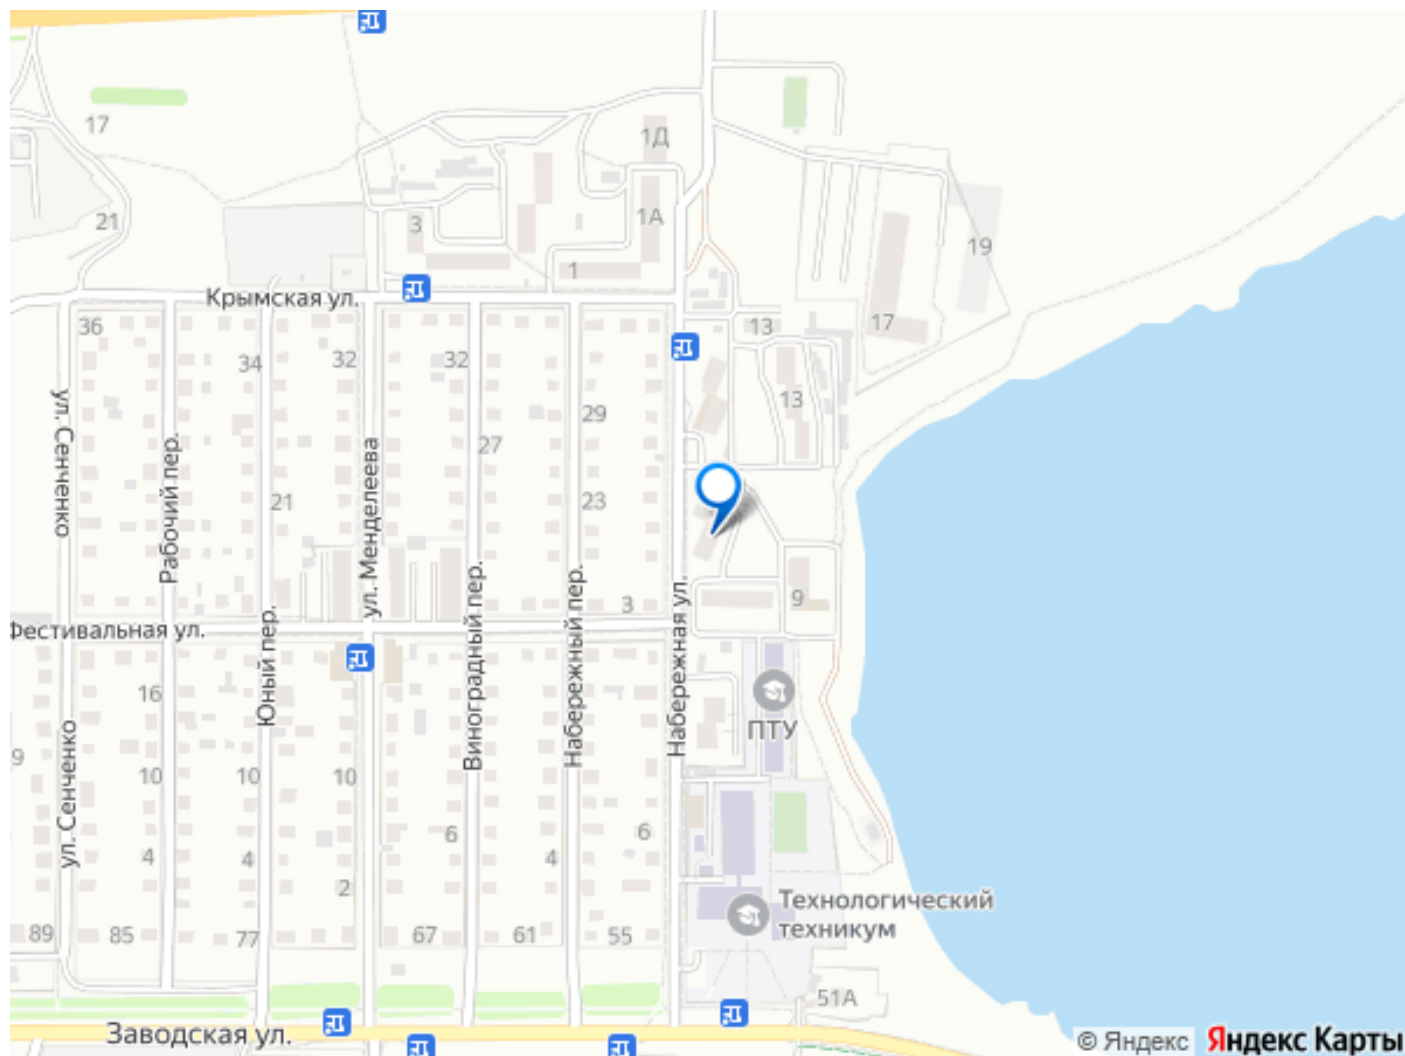 17
1Д
21
3
1А
19
1
Крымская ул.
36
34
32
32
13
17
13
29
27
21
23
ул. Сенченко
Рабочий пер.
ул. Менделеева
3
9
Фестивальная ул.
Юный пер.
Виноградный пер.
Набережный пер.
Набережная ул.
16
ПТУ
9
10
10
10
ул. Сенченко
4
4
6
4
6
2
Технологический
техникум
89
85
77
67
61
55
51А
Заводская ул.
© Яндекс Яндекс Карты